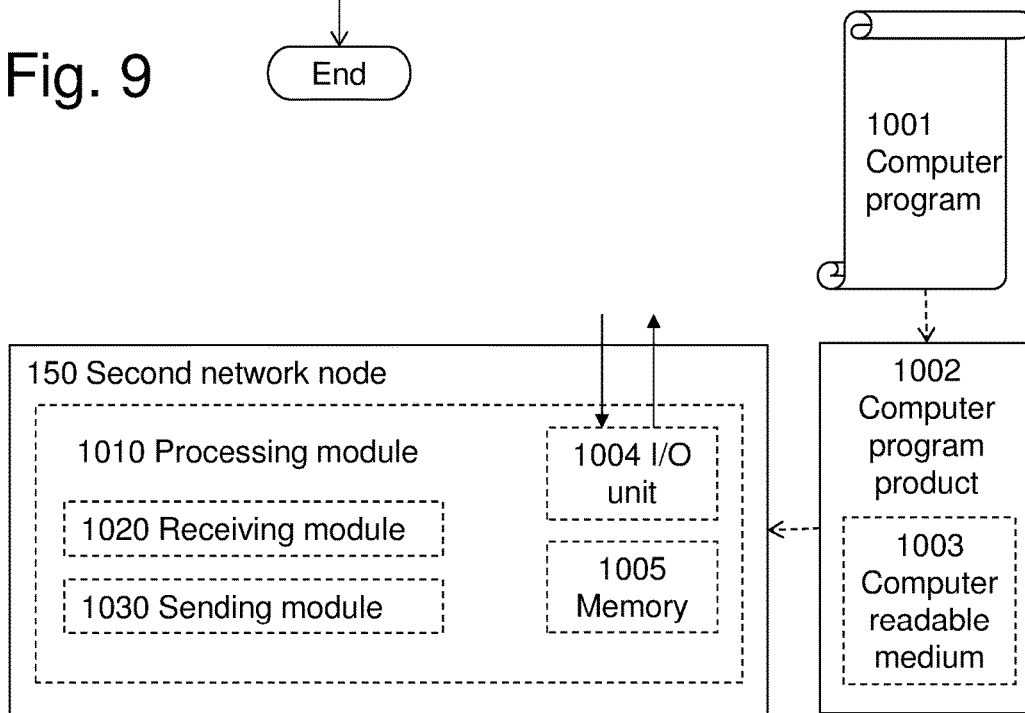 Fig. 9
End
1001
Computer
program
150 Second network node
1010 Processing module
1020 Receiving module
1030 Sending module
1004 I/O
unit
1005
Memory
1002
Computer
program
product
1003
Computer
readable
medium